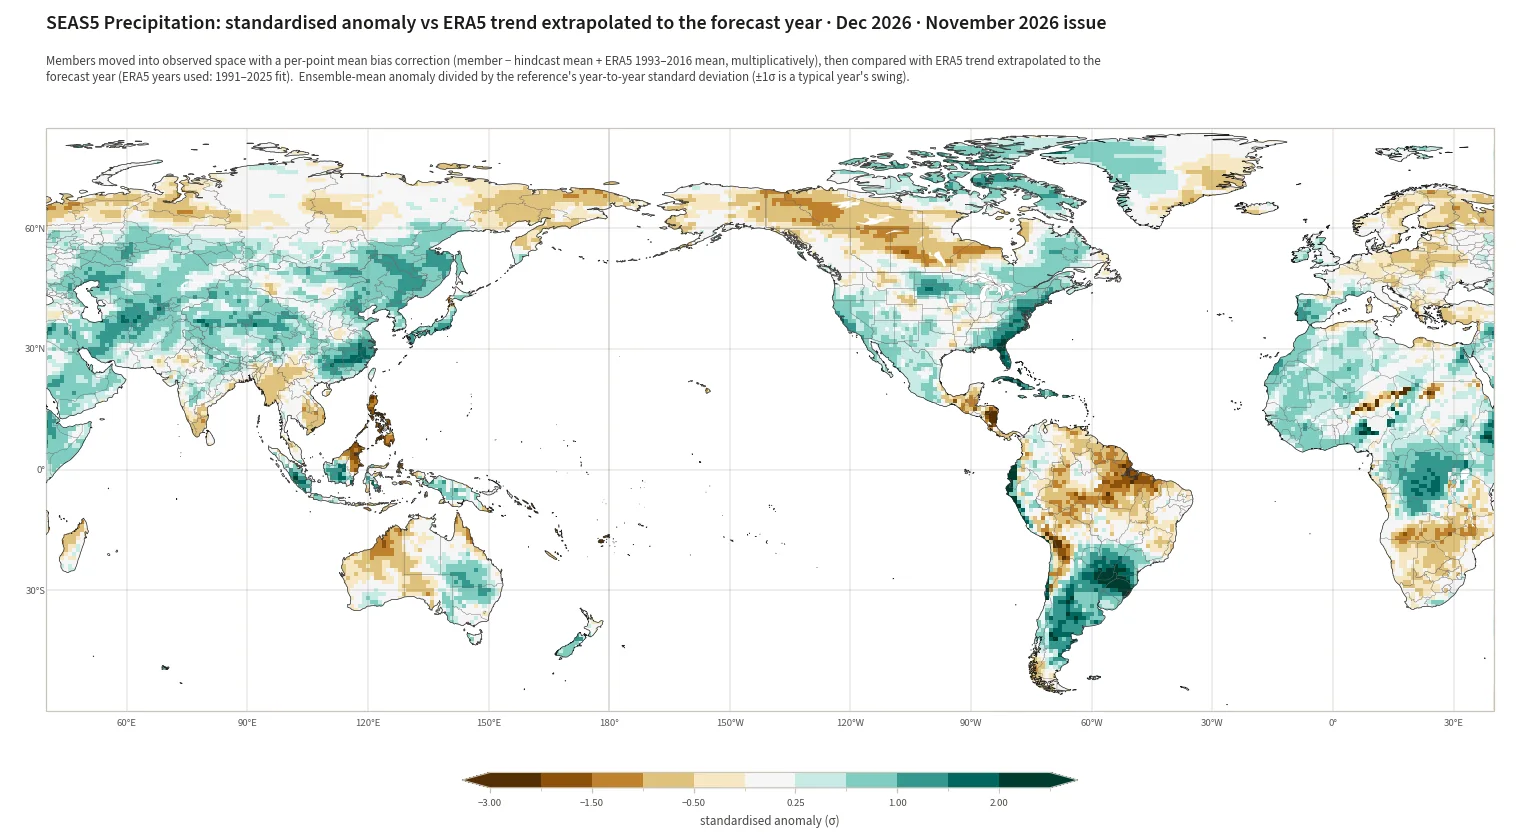 SEAS5 Precipitation: standardised anomaly vs ERA5 trend extrapolated to the forecast year · Dec 2026 · November 2026 issue
Members moved into observed space with a per-point mean bias correction (member − hindcast mean + ERA5 1993–2016 mean, multiplicatively), then compared with ERA5 trend extrapolated to the
forecast year (ERA5 years used: 1991–2025 fit).  Ensemble-mean anomaly divided by the reference's year-to-year standard deviation (±1σ is a typical year's swing).
60°N
30°N
0°
30°S
60°E 90°E 120°E 150°E 180° 150°W 120°W 90°W 60°W 30°W 0° 30°E
−3.00 −1.50 −0.50 0.25 1.00 2.00
standardised anomaly (σ)